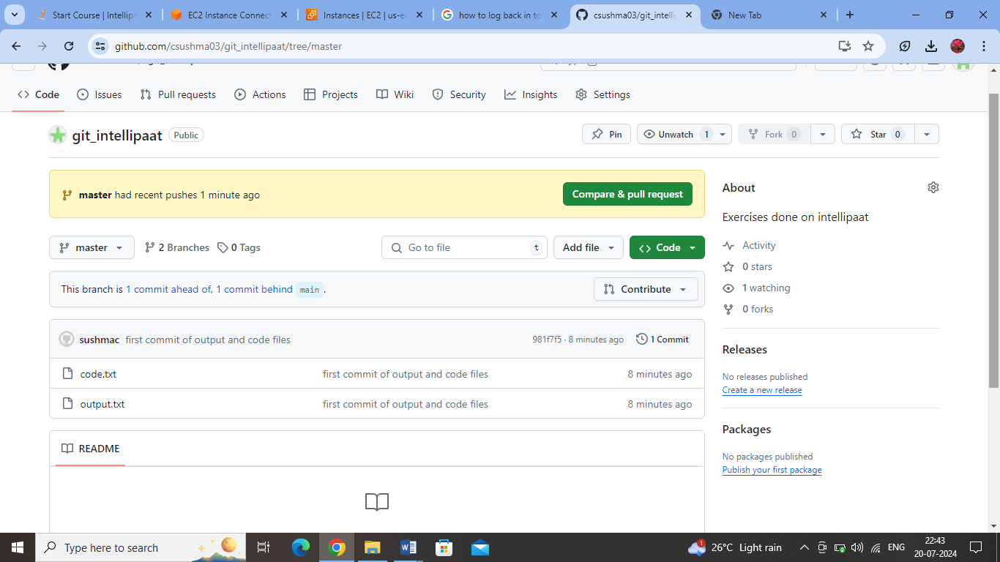 Start Course | Intellipa
EC2 Instance Connect
Instances | EC2 | us-ea
how to log back in to
csushma03/git_intellip
New Tab
github.com/csushma03/git_intellipaat/tree/master
Code
Issues
Pull requests
Actions
Projects
Wiki
Security
Insights
Settings
git_intellipaat Public
Pin
Unwatch 1
Fork 0
Star 0
master had recent pushes 1 minute ago
Compare & pull request
master
2 Branches
0 Tags
Go to file t
Add file
Code
This branch is 1 commit ahead of, 1 commit behind main.
Contribute
sushmac first commit of output and code files 981f7f5 · 8 minutes ago 1 Commit
code.txt first commit of output and code files 8 minutes ago
output.txt first commit of output and code files 8 minutes ago
README
About
Exercises done on intellipaat
Activity
0 stars
1 watching
0 forks
Releases
No releases published
Create a new release
Packages
No packages published
Publish your first package
Type here to search
1
26°C Light rain
ENG
22:43
20-07-2024